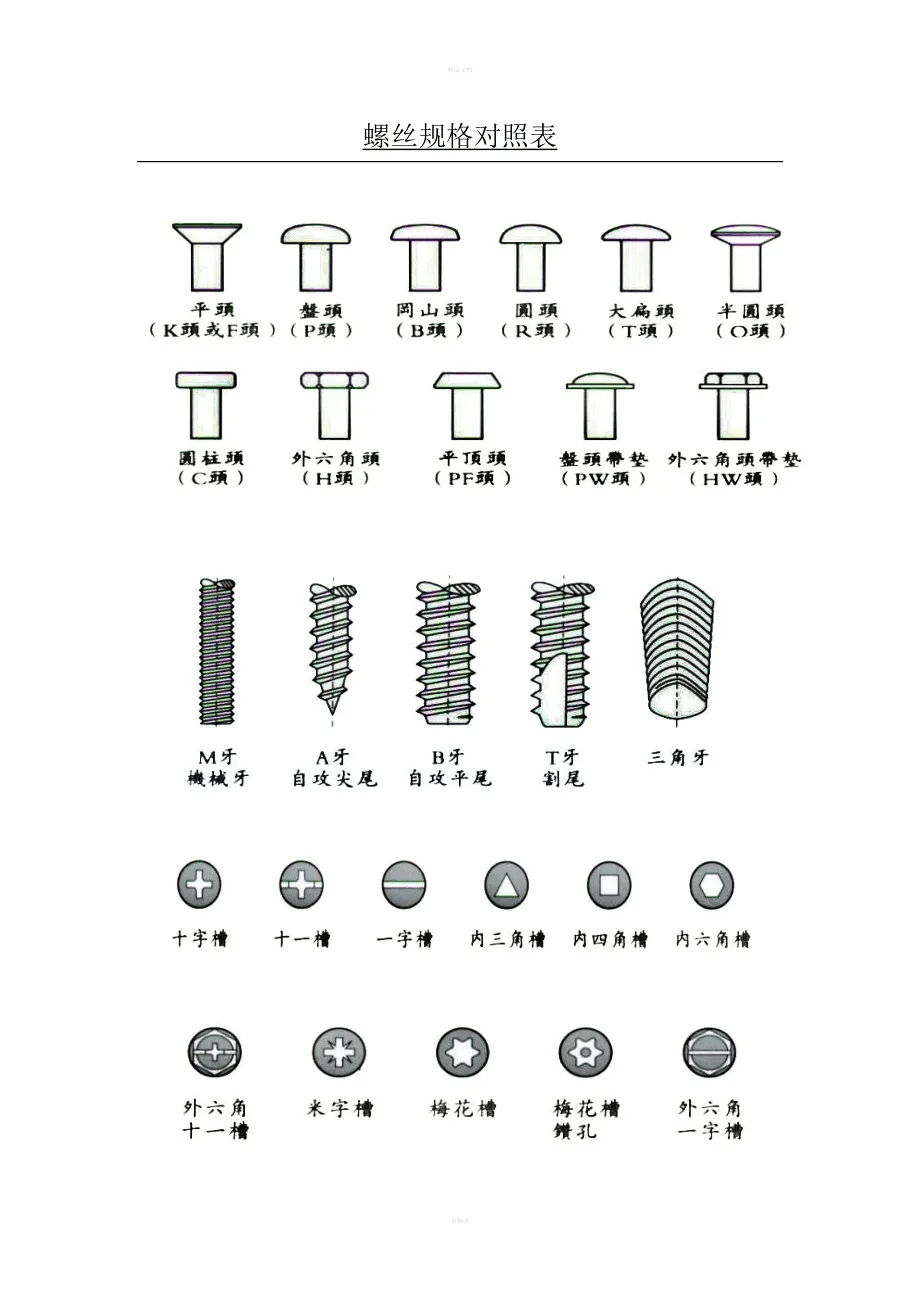 精品文档
螺丝规格对照表
平頭 盤頭 岡山頭 圓頭 大扁頭 半圓頭
（K頭或F頭）（P頭）（B頭）（R頭）（T頭）（O頭）
圓柱頭 外六角頭 平頂頭 盤頭帶墊 外六角頭帶墊
（C頭）（H頭）（PF頭）（PW頭）（HW頭）
M牙 A牙 B牙 T牙 三角牙
機械牙 自攻尖尾 自攻平尾 割尾
十字槽 十一槽 一字槽 內三角槽 內四角槽 內六角槽
外六角 米字槽 梅花槽 梅花槽 外六角
十一槽 鑽孔 一字槽